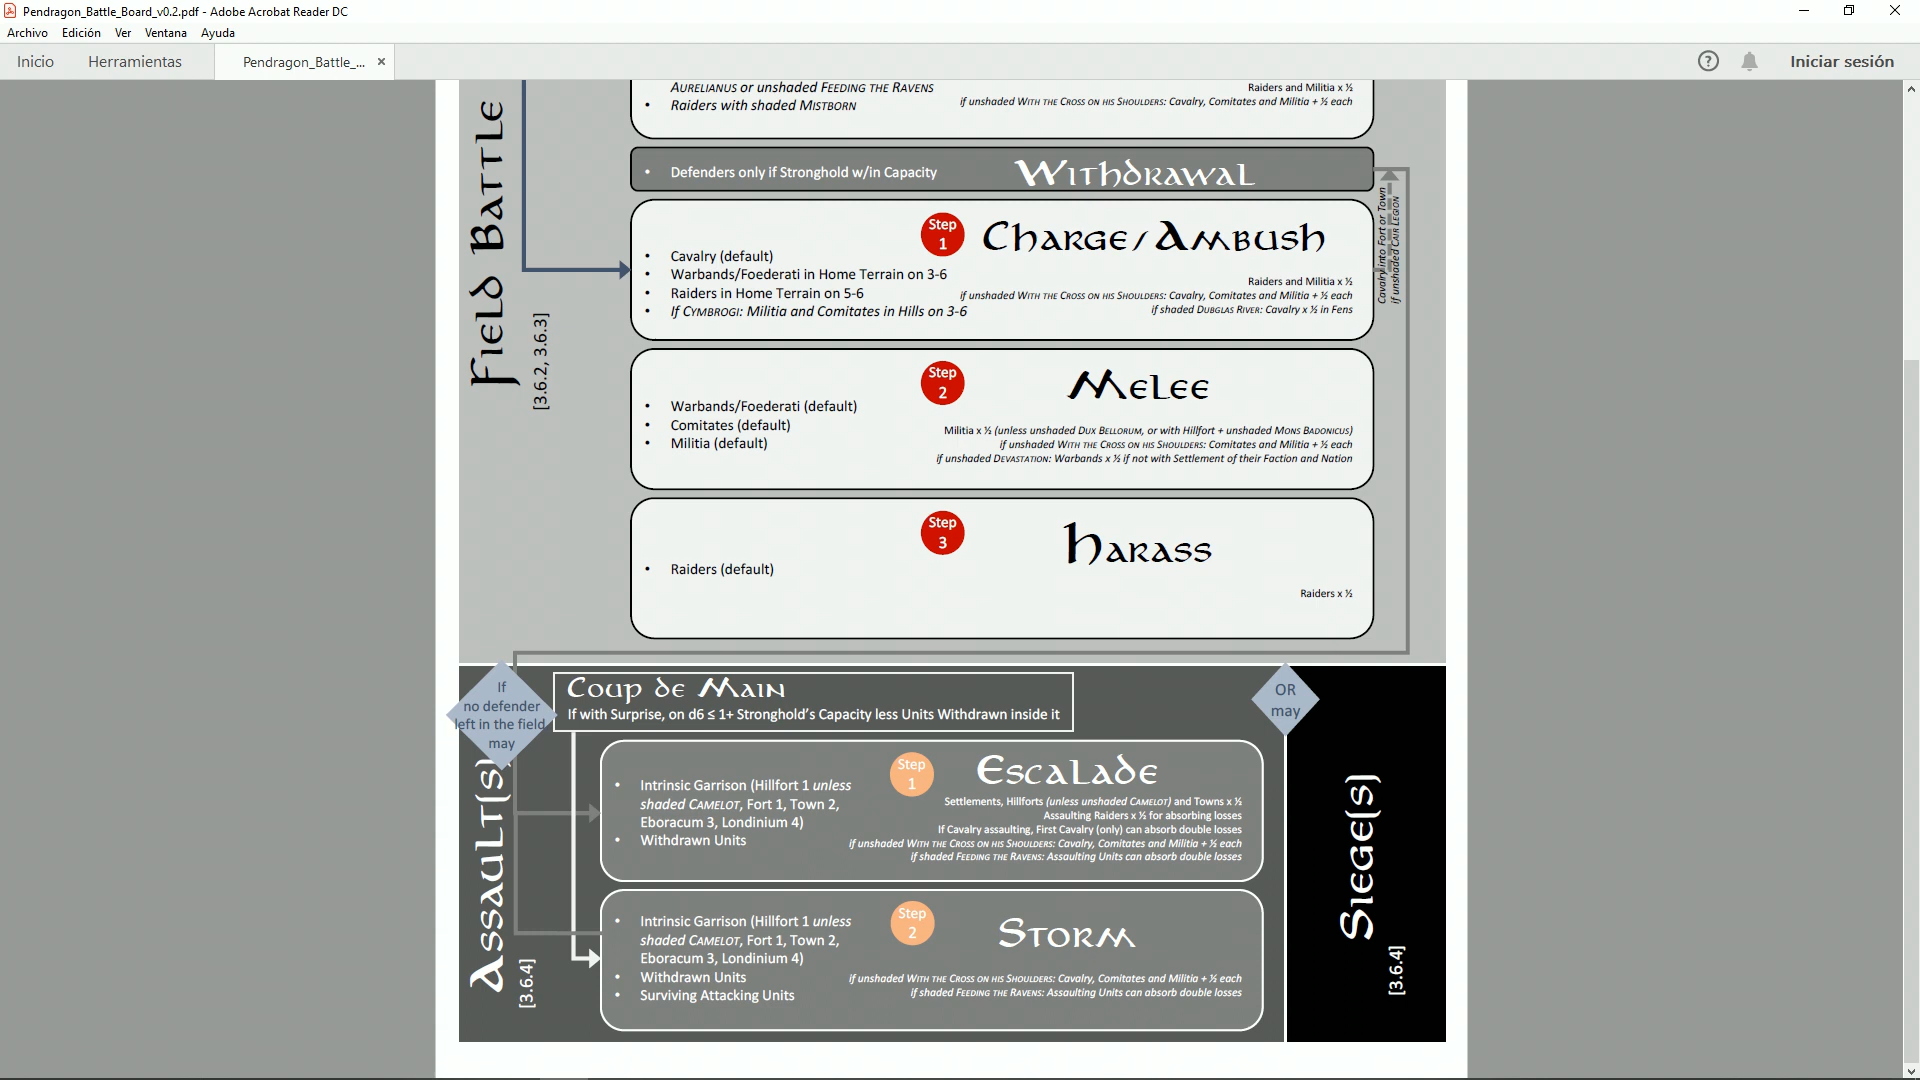 Pendragon_Battle_Board_v0.2.pdf - Adobe Acrobat Reader DC
Archivo Edición Ver Ventana Ayuda
Inicio Herramientas Pendragon_Battle_... × ? Iniciar sesión
AURELIANUS or unshaded FEEDING THE RAVENS
• Raiders with shaded MISTBORN
Raiders and Militia x ½
if unshaded WITH THE CROSS ON HIS SHOULDERS: Cavalry, Comitates and Militia + ½ each
FIELD BATTLE
[3.6.2, 3.6.3]
• Defenders only if Stronghold w/in Capacity
WITHDRAWAL
Cavalry into Fort or Town
if unshaded CAIR LEGION
Step
1
CHARGE/AMBUSH
• Cavalry (default)
• Warbands/Foederati in Home Terrain on 3-6
• Raiders in Home Terrain on 5-6
• If CYMBROGI: Militia and Comitates in Hills on 3-6
Raiders and Militia x ½
if unshaded WITH THE CROSS ON HIS SHOULDERS: Cavalry, Comitates and Militia + ½ each
if shaded DUBGLAS RIVER: Cavalry x ½ in Fens
Step
2
MELEE
• Warbands/Foederati (default)
• Comitates (default)
• Militia (default)
Militia x ½ (unless unshaded DUX BELLORUM, or with Hillfort + unshaded MONS BADONICUS)
if unshaded WITH THE CROSS ON HIS SHOULDERS: Comitates and Militia + ½ each
if unshaded DEVASTATION: Warbands x ½ if not with Settlement of their Faction and Nation
Step
3
HARASS
• Raiders (default)
Raiders x ½
If
no defender
left in the field
may
COUP DE MAIN
If with Surprise, on d6 ≤ 1+ Stronghold's Capacity less Units Withdrawn inside it
OR
may
ASSAULT(S)
[3.6.4]
Step
1
ESCALADE
• Intrinsic Garrison (Hillfort 1 unless
shaded CAMELOT, Fort 1, Town 2,
Eboracum 3, Londinium 4)
• Withdrawn Units
Settlements, Hillforts (unless unshaded CAMELOT) and Towns x ½
Assaulting Raiders x ½ for absorbing losses
If Cavalry assaulting, First Cavalry (only) can absorb double losses
if unshaded WITH THE CROSS ON HIS SHOULDERS: Cavalry, Comitates and Militia + ½ each
if shaded FEEDING THE RAVENS: Assaulting Units can absorb double losses
Step
2
STORM
• Intrinsic Garrison (Hillfort 1 unless
shaded CAMELOT, Fort 1, Town 2,
Eboracum 3, Londinium 4)
• Withdrawn Units
• Surviving Attacking Units
if unshaded WITH THE CROSS ON HIS SHOULDERS: Cavalry, Comitates and Militia + ½ each
if shaded FEEDING THE RAVENS: Assaulting Units can absorb double losses
SIEGE(S)
[3.6.4]